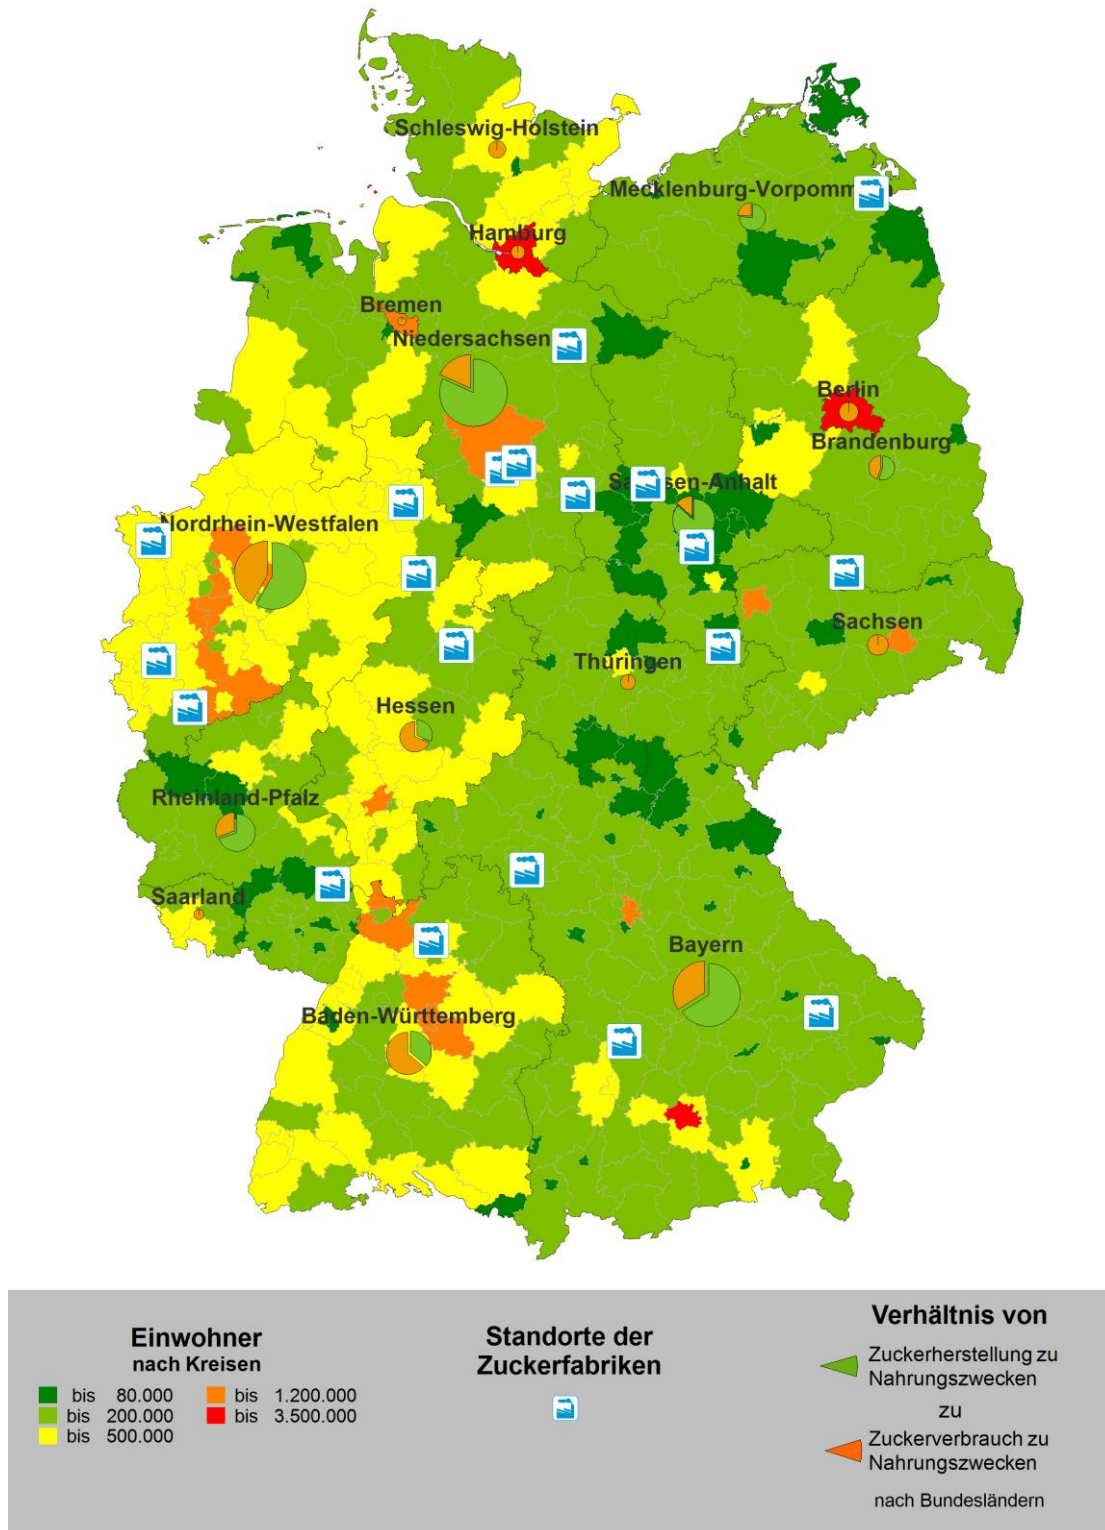 Schleswig-Holstein
Mecklenburg-Vorpomm
Hamburg
Bremen
Niedersachsen
Berlin
Brandenburg
Sachsen-Anhalt
Nordrhein-Westfalen
Sachsen
Thüringen
Hessen
Rheinland-Pfalz
Saarland
Bayern
Baden-Württemberg
Einwohner
nach Kreisen
bis 80.000
bis 200.000
bis 500.000
bis 1.200.000
bis 3.500.000
Standorte der
Zuckerfabriken
Verhältnis von
Zuckerherstellung zu
Nahrungszwecken
zu
Zuckerverbrauch zu
Nahrungszwecken
nach Bundesländern